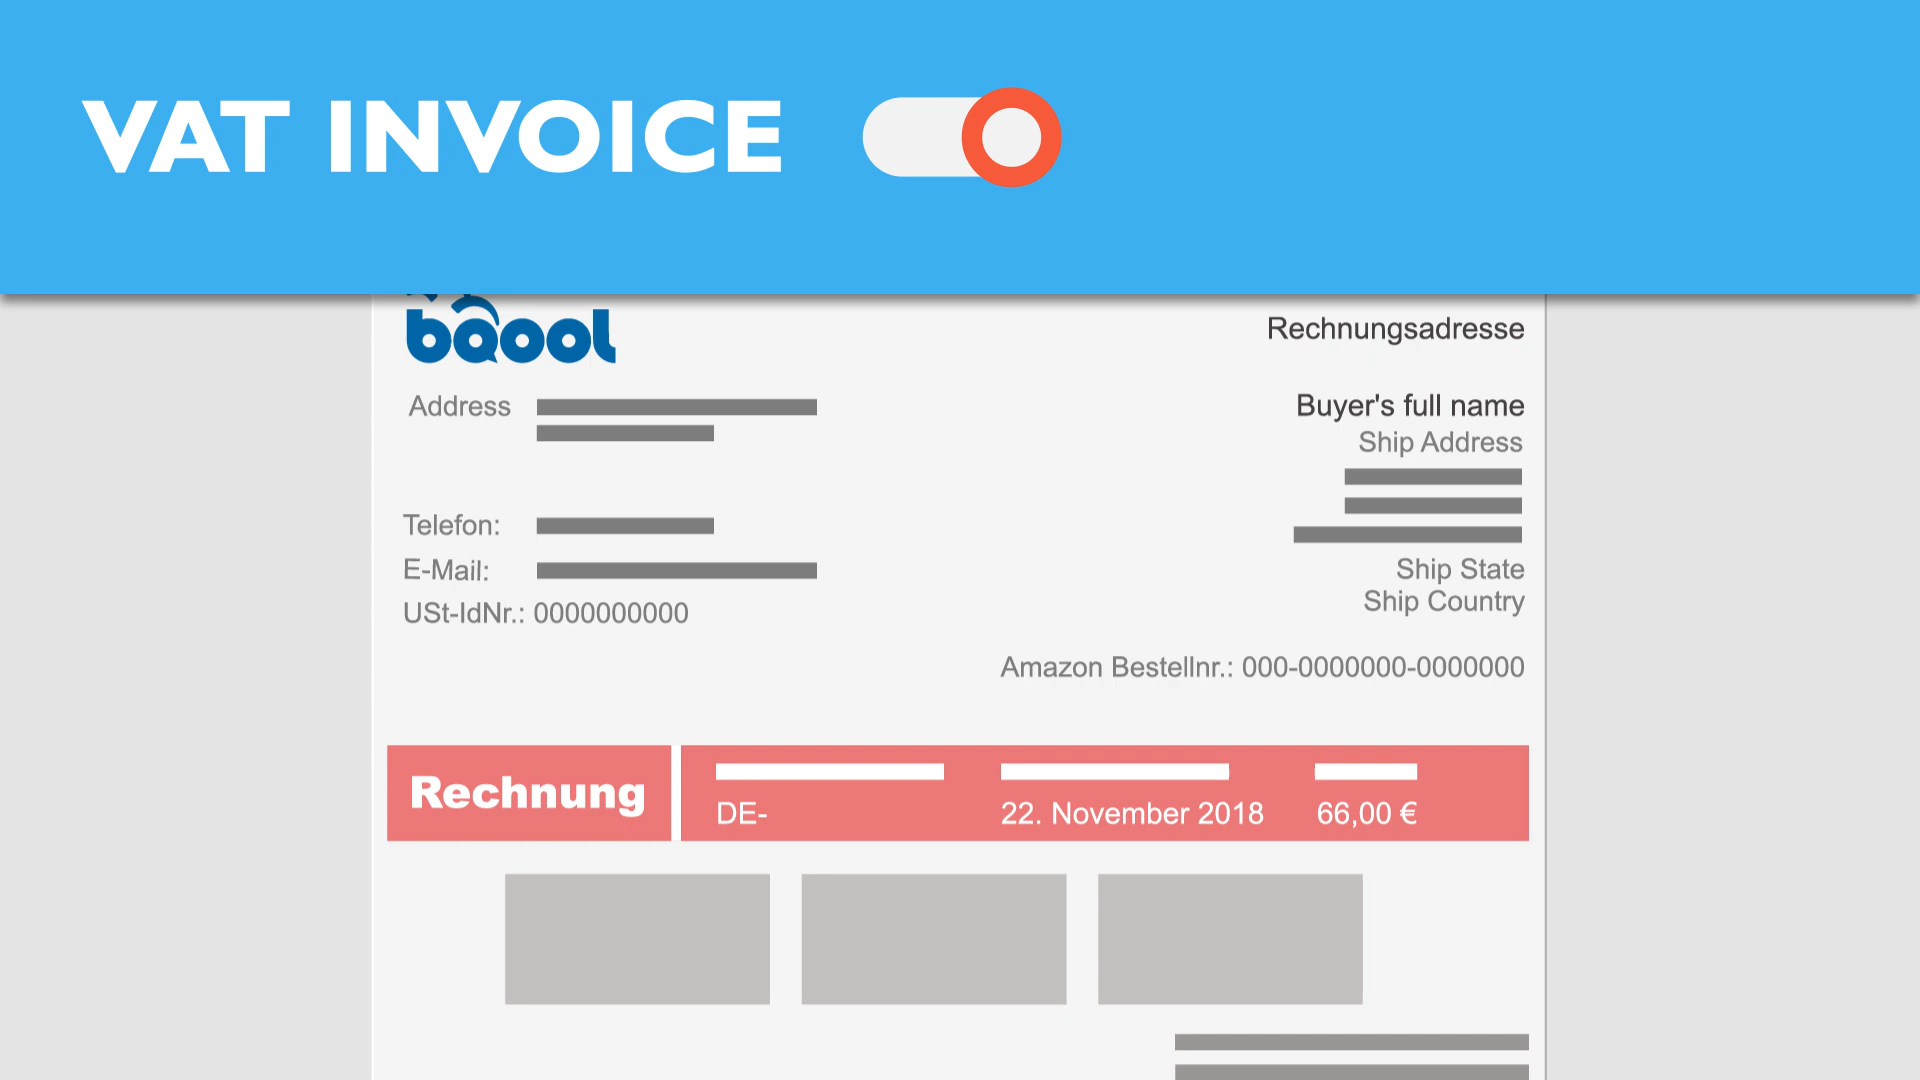 VAT INVOICE
bqool
Rechnungsadresse
Address
Buyer's full name
Ship Address
Telefon:
E-Mail:
USt-IdNr.: 0000000000
Ship State
Ship Country
Amazon Bestellnr.: 000-0000000-0000000
Rechnung
DE- 22. November 2018 66,00 €